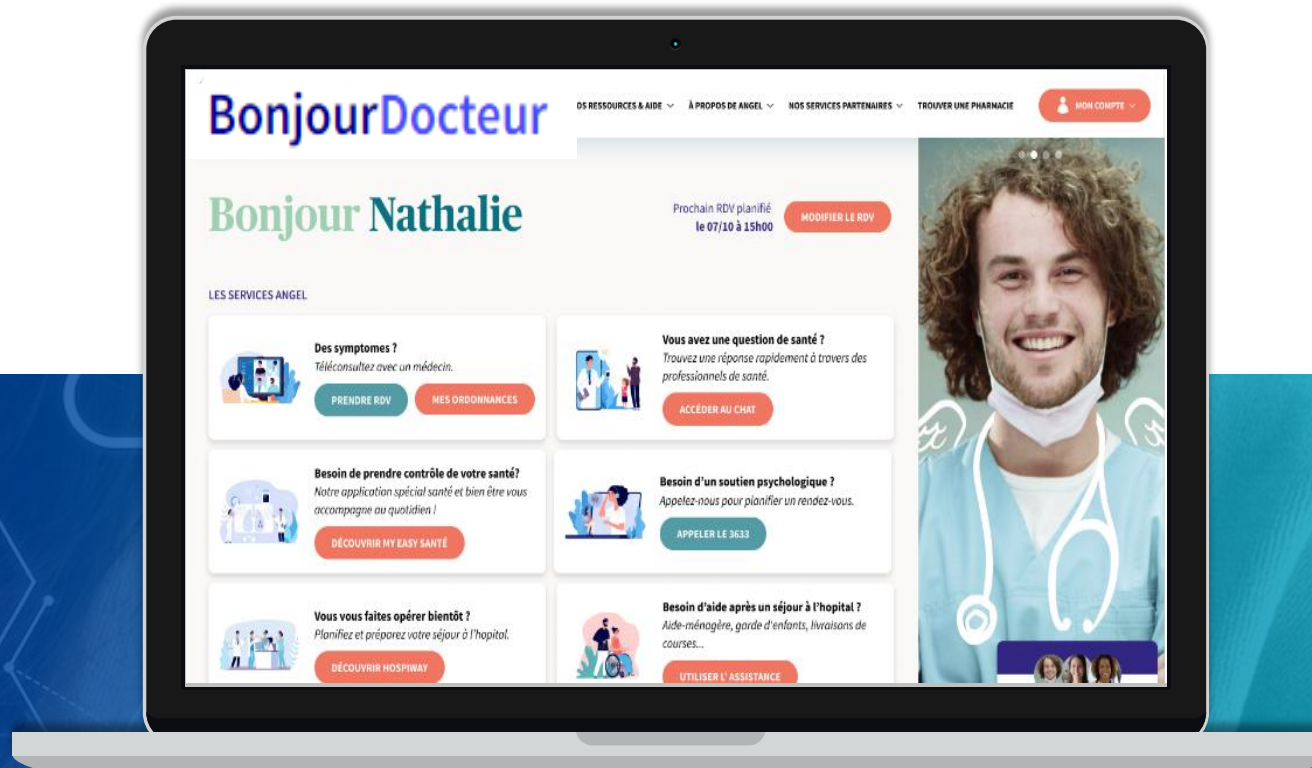 BonjourDocteur
OS RESSOURCES & AIDE
À PROPOS DE ANGEL
NOS SERVICES PARTENAIRES
TROUVER UNE PHARMACIE
MON COMPTE
Bonjour Nathalie
Prochain RDV planifié
le 07/10 à 15h00
MODIFIER LE RDV
LES SERVICES ANGEL
Des symptomes ?
Téléconsultez avec un médecin.
PRENDRE RDV
MES ORDONNANCES
Vous avez une question de santé ?
Trouvez une réponse rapidement à travers des
professionnels de santé.
ACCÉDER AU CHAT
Besoin de prendre contrôle de votre santé?
Notre application spécial santé et bien être vous
accompagne au quotidien !
DÉCOUVRIR MY EASY SANTÉ
Besoin d'un soutien psychologique ?
Appelez-nous pour planifier un rendez-vous.
APPELER LE 3633
Vous vous faites opérer bientôt ?
Planifiez et préparez votre séjour à l'hopital.
DÉCOUVRIR HOSPIWAY
Besoin d'aide après un séjour à l'hopital ?
Aide-ménagère, garde d'enfants, livraisons de
courses...
UTILISER L' ASSISTANCE